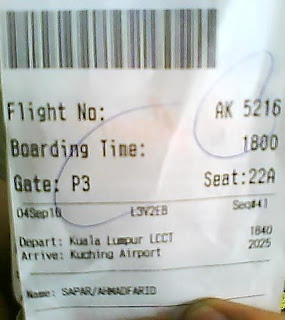 Flight No: AK 5216
Boarding Time: 1800
Gate: P3 Seat:22A
04Sep10 L3V2EB Seq#41
Depart: Kuala Lumpur LCCT 1840
Arrive: Kuching Airport 2025
Name: SAPAR/AHMADFARID